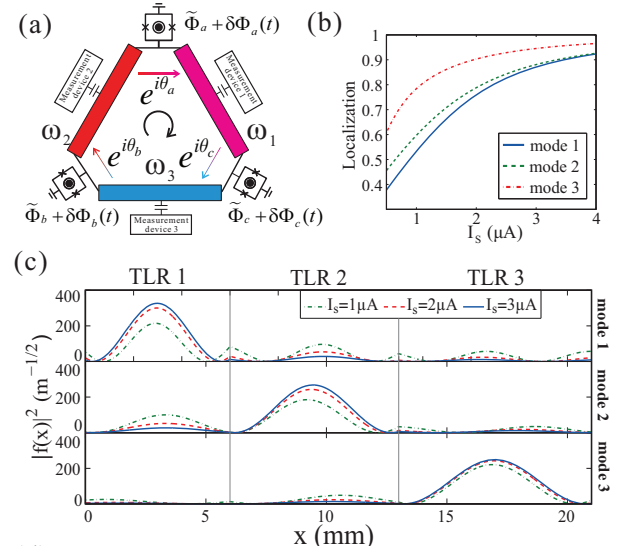 (a)
Φ̃a + δΦa(t)
Measurement device 2
Measurement device 1
e^{iθa}
ω2
ω1
e^{iθb}
e^{iθc}
ω3
Φ̃b + δΦb(t)
Φ̃c + δΦc(t)
Measurement device 3
(b)
Localization
1
0.9
0.8
0.7
0.6
0.5
0.4
mode 1
mode 2
mode 3
1 2 3 4
I_S (μA)
(c)
TLR 1 TLR 2 TLR 3
I_s=1μA I_s=2μA I_s=3μA
|f(x)|² (m^{-1/2})
400
200
0
mode 1
400
200
0
mode 2
400
200
0
mode 3
0 5 10 15 20
x (mm)